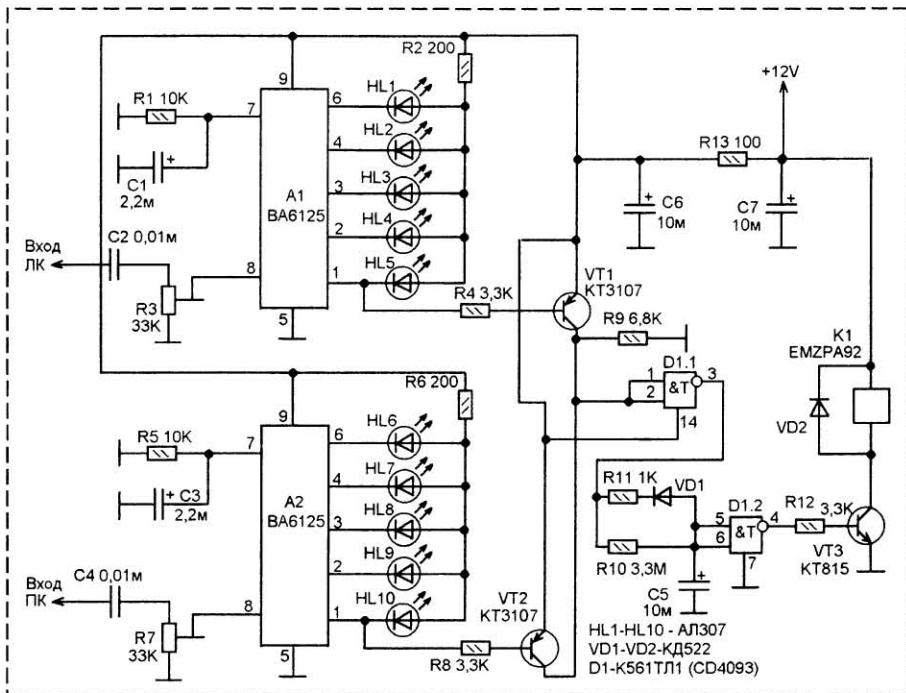 R2 200
+12V
9
HL1
R1 10K
7
6
HL2
R13 100
4
+
HL3
C1
2,2м
A1
BA6125
3
+
C6
10м
+
C7
10м
HL4
2
Вход
ЛК
C2 0,01м
HL5
VT1
КТ3107
8
1
R4 3,3K
R3
33K
R9 6,8K
K1
EMZPA92
5
D1.1
R6 200
1
2
&T
3
VD2
9
14
HL6
R5 10K
7
6
R11 1K
VD1
HL7
+
4
D1.2
R12
3,3K
C3
2,2м
A2
BA6125
HL8
3
5
6
&T
4
HL9
R10 3,3M
7
VT3
КТ815
2
+
C5
10м
Вход
ПК
C4 0,01м
HL10
VT2
КТ3107
8
1
HL1-HL10 - АЛ307
R7
33K
VD1-VD2-КД522
5
R8 3,3K
D1-К561ТЛ1 (CD4093)